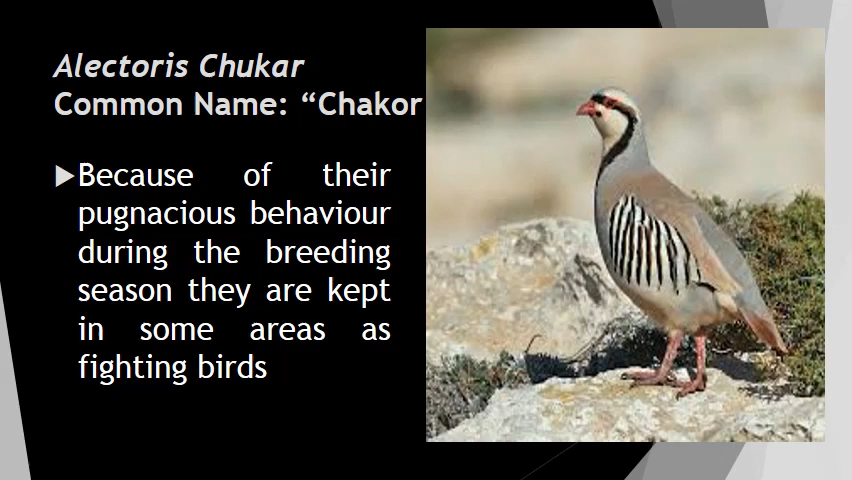 Alectoris Chukar
Common Name: “Chakor
Because of their
pugnacious behaviour
during the breeding
season they are kept
in some areas as
fighting birds